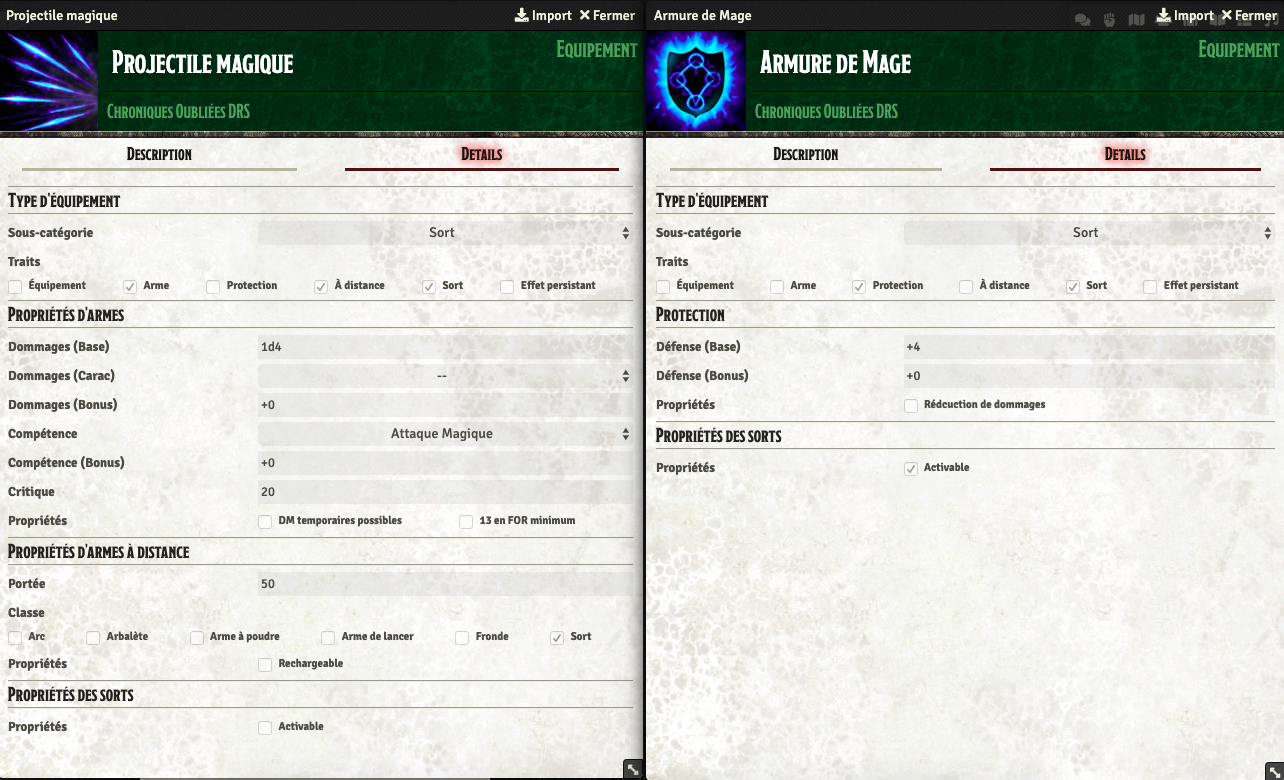 Projectile magique
Import
Fermer
Projectile magique
Equipement
Chroniques Oubliées DRS
Description
Details
Type d'équipement
Sous-catégorie
Sort
Traits
Équipement
Arme
Protection
À distance
Sort
Effet persistant
Propriétés d'armes
Dommages (Base)
1d4
Dommages (Carac)
--
Dommages (Bonus)
+0
Compétence
Attaque Magique
Compétence (Bonus)
+0
Critique
20
Propriétés
DM temporaires possibles
13 en FOR minimum
Propriétés d'armes à distance
Portée
50
Classe
Arc
Arbalète
Arme à poudre
Arme de lancer
Fronde
Sort
Propriétés
Rechargeable
Propriétés des sorts
Propriétés
Activable
Armure de Mage
Import
Fermer
Armure de Mage
Equipement
Chroniques Oubliées DRS
Description
Details
Type d'équipement
Sous-catégorie
Sort
Traits
Équipement
Arme
Protection
À distance
Sort
Effet persistant
Protection
Défense (Base)
+4
Défense (Bonus)
+0
Propriétés
Rédcuction de dommages
Propriétés des sorts
Propriétés
Activable